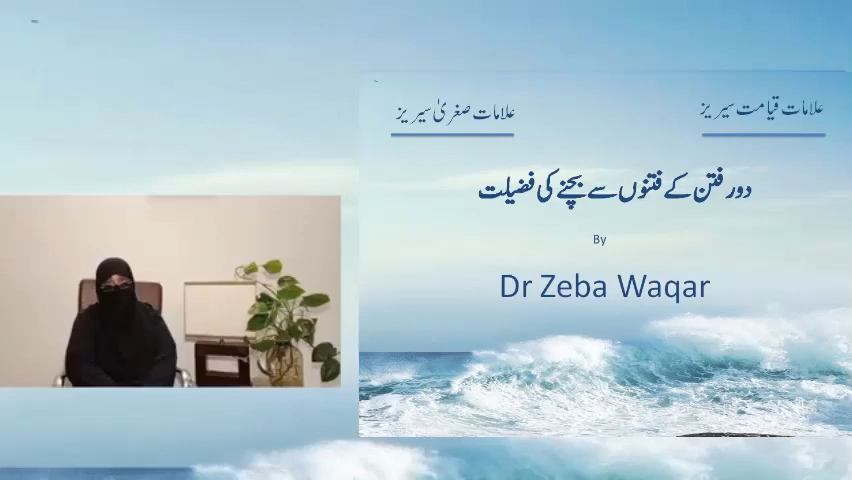 علامات قیامت سیریز
علامات صغریٰ سیریز
دور فتن کے فتنوں سے بچنے کی فضیلت
By
Dr Zeba Waqar